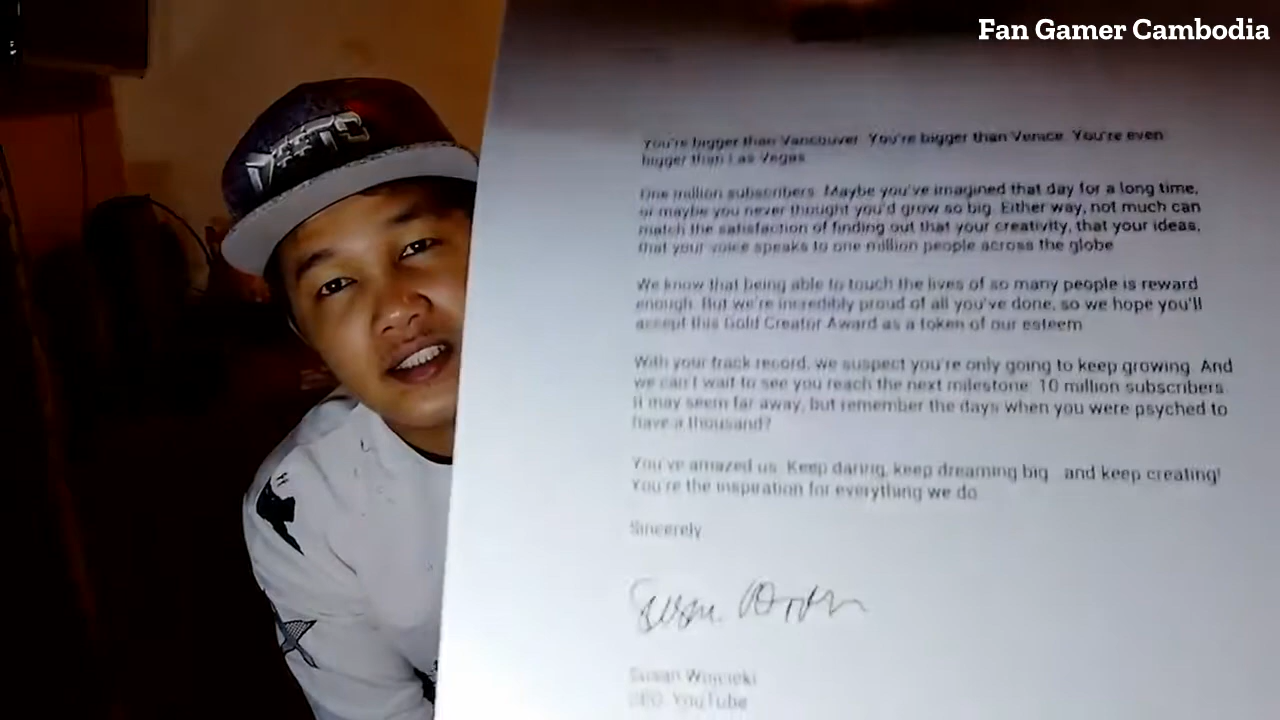 Fan Gamer Cambodia
You're bigger than Vancouver. You're bigger than Venice. You're even
bigger than Las Vegas.
One million subscribers. Maybe you've imagined that day for a long time,
or maybe you never thought you'd grow so big. Either way, not much can
match the satisfaction of finding out that your creativity, that your ideas,
that your voice speaks to one million people across the globe.
We know that being able to touch the lives of so many people is reward
enough. But we're incredibly proud of all you've done, so we hope you'll
accept this Gold Creator Award as a token of our esteem.
With your track record, we suspect you're only going to keep growing. And
we can't wait to see you reach the next milestone: 10 million subscribers.
It may seem far away, but remember the days when you were psyched to
have a thousand?
You've amazed us. Keep daring, keep dreaming big, and keep creating!
You're the inspiration for everything we do.
Sincerely
Susan Wojcicki
CEO, YouTube